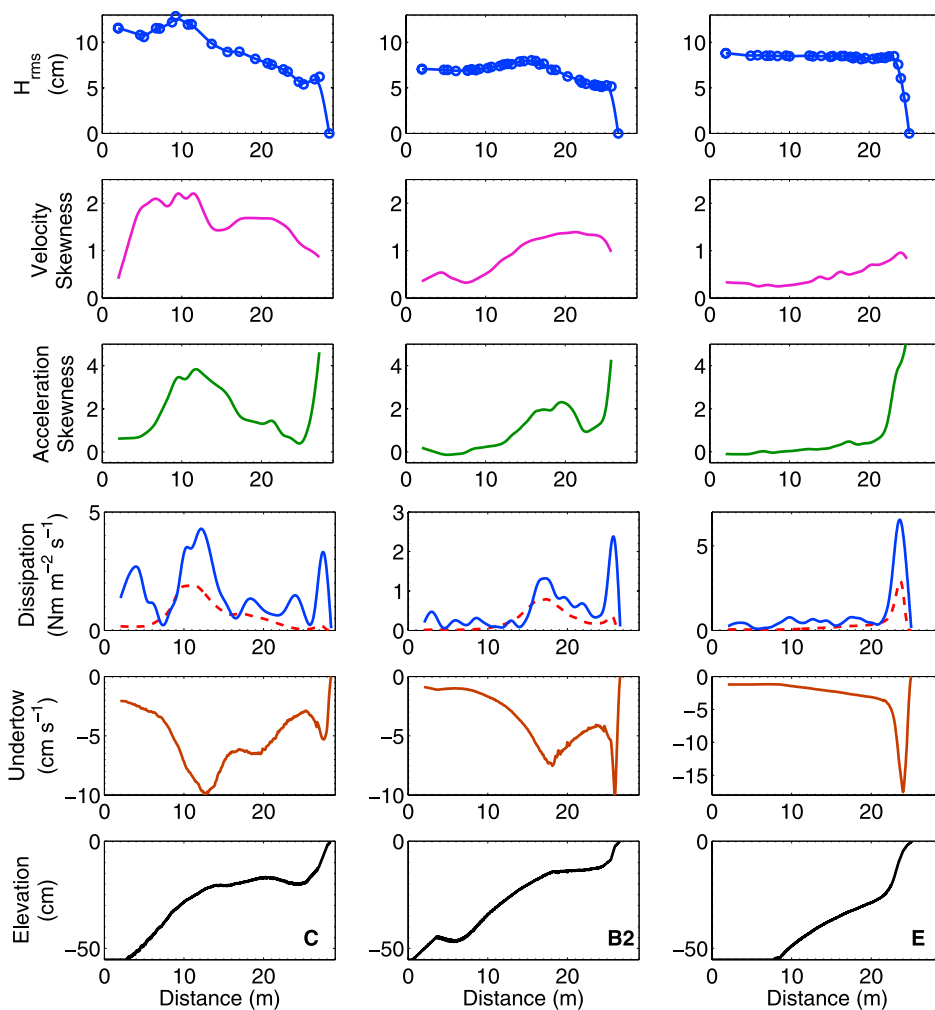 H_rms (cm)
10
5
0
0 10 20
10
5
0
0 10 20
10
5
0
0 10 20
Velocity Skewness
2
1
0
0 10 20
2
1
0
0 10 20
2
1
0
0 10 20
Acceleration Skewness
4
2
0
0 10 20
4
2
0
0 10 20
4
2
0
0 10 20
Dissipation (Nm m⁻² s⁻¹)
5
0
0 10 20
3
2
1
0
0 10 20
5
0
0 10 20
Undertow (cm s⁻¹)
0
−5
−10
0 10 20
0
−5
−10
0 10 20
0
−5
−10
−15
0 10 20
Elevation (cm)
0
−50
C
0 10 20
Distance (m)
0
−50
B2
0 10 20
Distance (m)
0
−50
E
0 10 20
Distance (m)